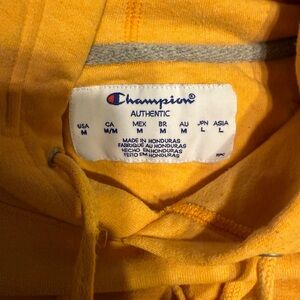 Champion®
AUTHENTIC
USA CA MEX BR AU JPN ASIA
M M/M M M M L L
MADE IN HONDURAS
FABRIQUÉ AU HONDURAS
HECHO EN HONDURAS
FEITO EM HONDURAS
RPC